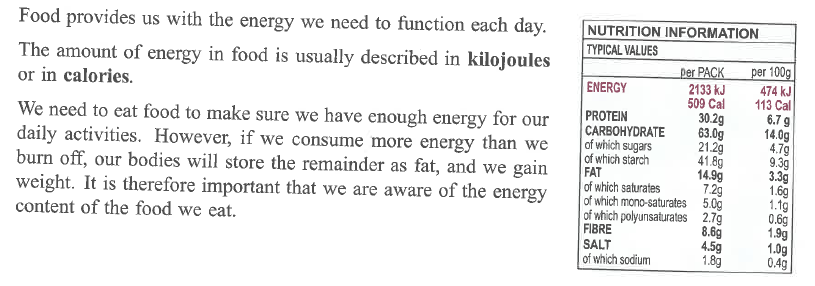 Food provides us with the energy we need to function each day.
The amount of energy in food is usually described in kilojoules
or in calories.
We need to eat food to make sure we have enough energy for our
daily activities. However, if we consume more energy than we
burn off, our bodies will store the remainder as fat, and we gain
weight. It is therefore important that we are aware of the energy
content of the food we eat.
NUTRITION INFORMATION
TYPICAL VALUES
per PACK per 100g
ENERGY 2133 kJ 474 kJ
509 Cal 113 Cal
PROTEIN 30.2g 6.7 g
CARBOHYDRATE 63.0g 14.0g
of which sugars 21.2g 4.7g
of which starch 41.8g 9.3g
FAT 14.9g 3.3g
of which saturates 7.2g 1.6g
of which mono-saturates 5.0g 1.1g
of which polyunsaturates 2.7g 0.6g
FIBRE 8.6g 1.9g
SALT 4.5g 1.0g
of which sodium 1.8g 0.4g